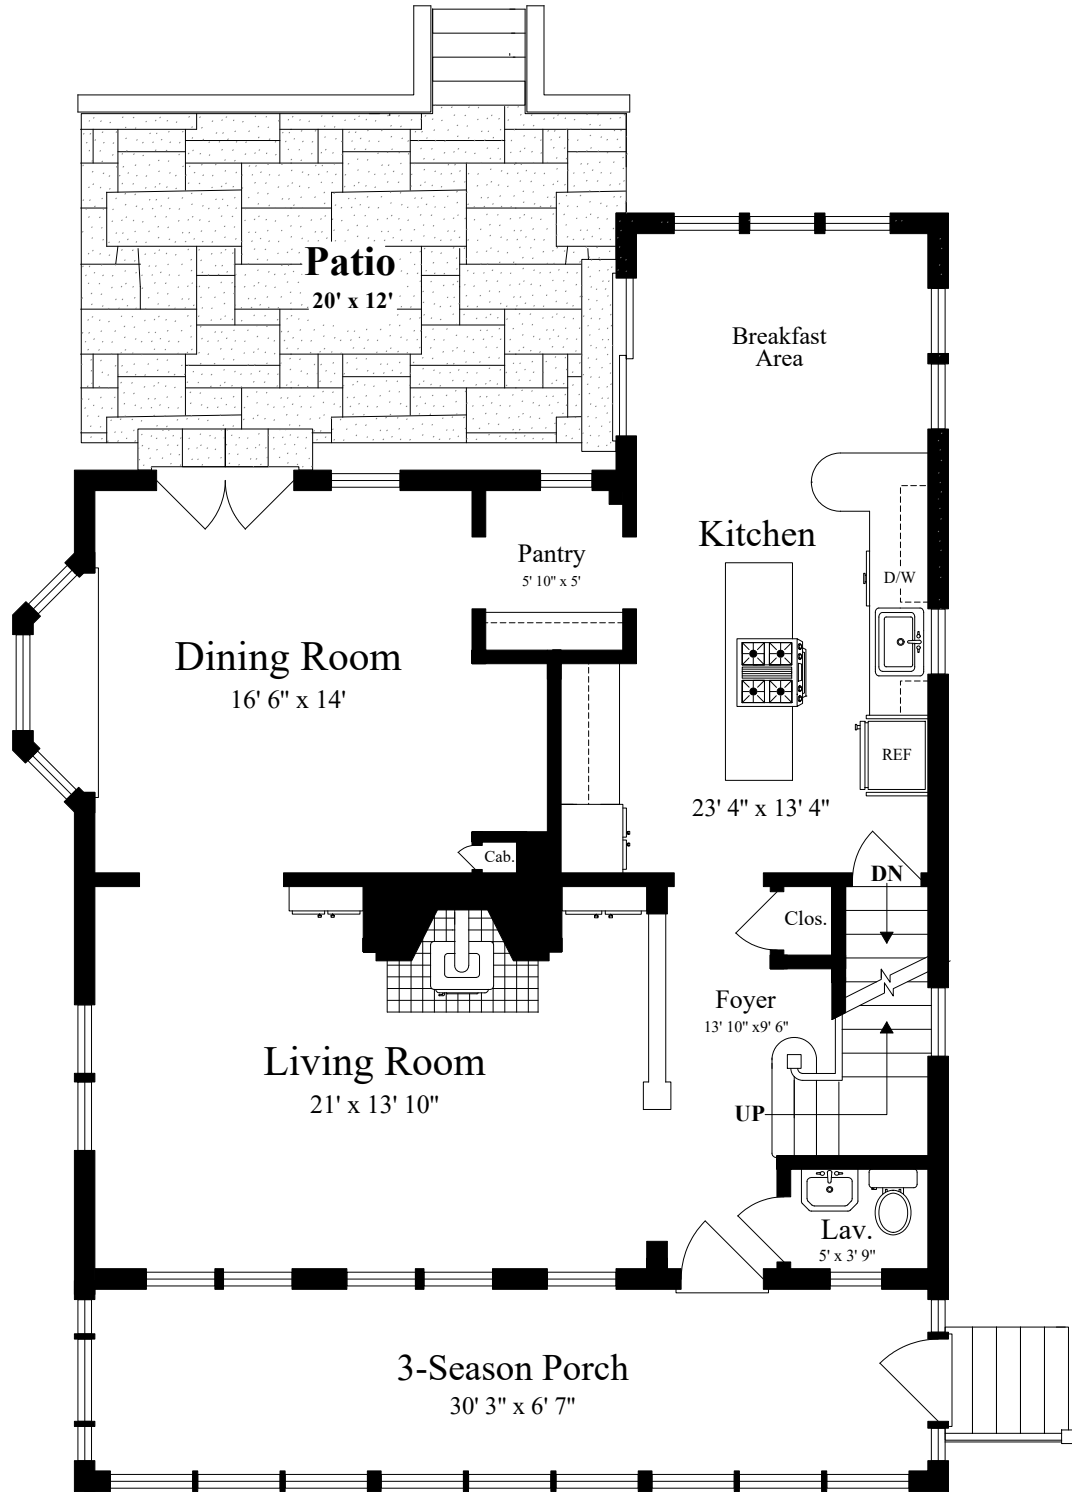 Patio
20' x 12'
Breakfast
Area
Kitchen
Pantry
5' 10" x 5'
D/W
Dining Room
16' 6" x 14'
REF
23' 4" x 13' 4"
Cab.
DN
Clos.
Foyer
13' 10" x9' 6"
Living Room
21' x 13' 10"
UP
Lav.
5' x 3' 9"
3-Season Porch
30' 3" x 6' 7"